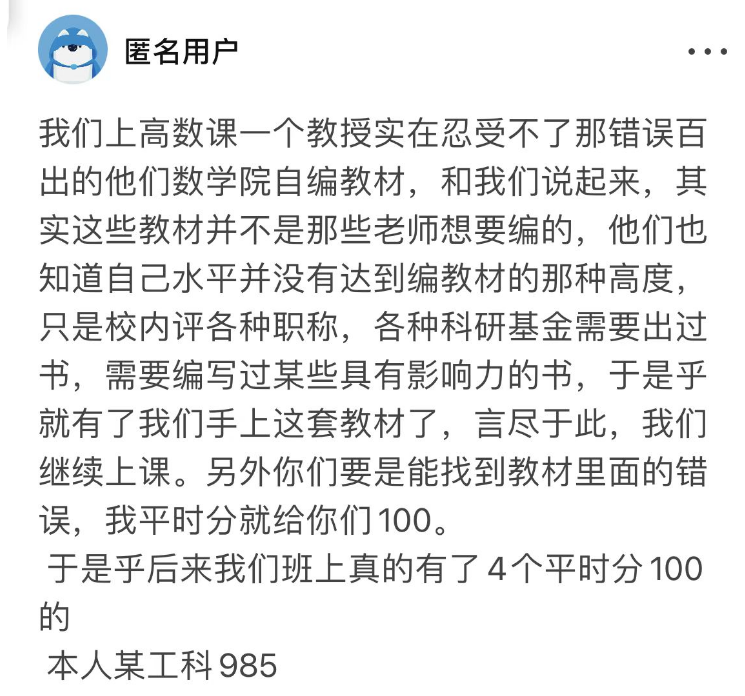 匿名用户
我们上高数课一个教授实在忍受不了那错误百
出的他们数学院自编教材，和我们说起来，其
实这些教材并不是那些老师想要编的，他们也
知道自己水平并没有达到编教材的那种高度，
只是校内评各种职称，各种科研基金需要出过
书，需要编写过某些具有影响力的书，于是乎
就有了我们手上这套教材了，言尽于此，我们
继续上课。另外你们要是能找到教材里面的错
误，我平时分就给你们100。
于是乎后来我们班上真的有了4个平时分100
的
本人某工科985